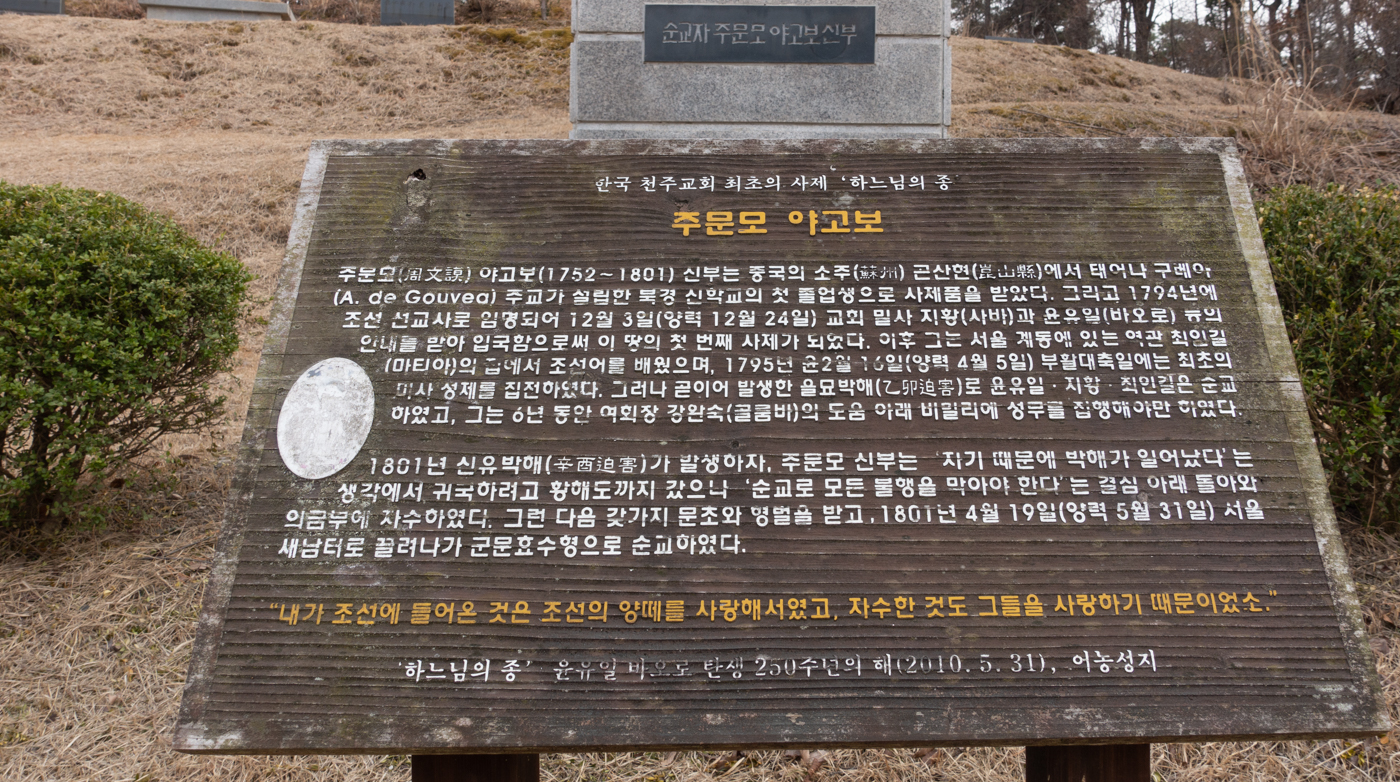 순교자 주문모 야고보신부
한국 천주교회 최초의 사제 '하느님의 종'
주문모 야고보
주문모(周文謨) 야고보(1752~1801) 신부는 중국의 소주(蘇州) 곤산현(崑山縣)에서 태어나 구베아
(A. de Gouvea) 주교가 설립한 북경 신학교의 첫 졸업생으로 사제품을 받았다. 그리고 1794년에
조선 선교사로 임명되어 12월 3일(양력 12월 24일) 교회 밀사 지황(사바)과 윤유일(바오로) 등의
안내를 받아 입국함으로써 이 땅의 첫 번째 사제가 되었다. 이후 그는 서울 계동에 있는 역관 최인길
(마티아)의 집에서 조선어를 배웠으며, 1795년 윤2월 16일(양력 4월 5일) 부활대축일에는 최초의
미사 성제를 집전하였다. 그러나 곧이어 발생한 을묘박해(乙卯迫害)로 윤유일·지황·최인길은 순교
하였고, 그는 6년 동안 여회장 강완숙(골롬바)의 도움 아래 비밀리에 성무를 집행해야만 하였다.
1801년 신유박해(辛酉迫害)가 발생하자, 주문모 신부는 '자기 때문에 박해가 일어났다'는
생각에서 귀국하려고 황해도까지 갔으나 '순교로 모든 불행을 막아야 한다'는 결심 아래 돌아와
의금부에 자수하였다. 그런 다음 갖가지 문초와 형벌을 받고, 1801년 4월 19일(양력 5월 31일) 서울
새남터로 끌려나가 군문효수형으로 순교하였다.
"내가 조선에 들어온 것은 조선의 양떼를 사랑해서였고, 자수한 것도 그들을 사랑하기 때문이었소."
'하느님의 종' 윤유일 바오로 탄생 250주년의 해(2010. 5. 31), 어농성지